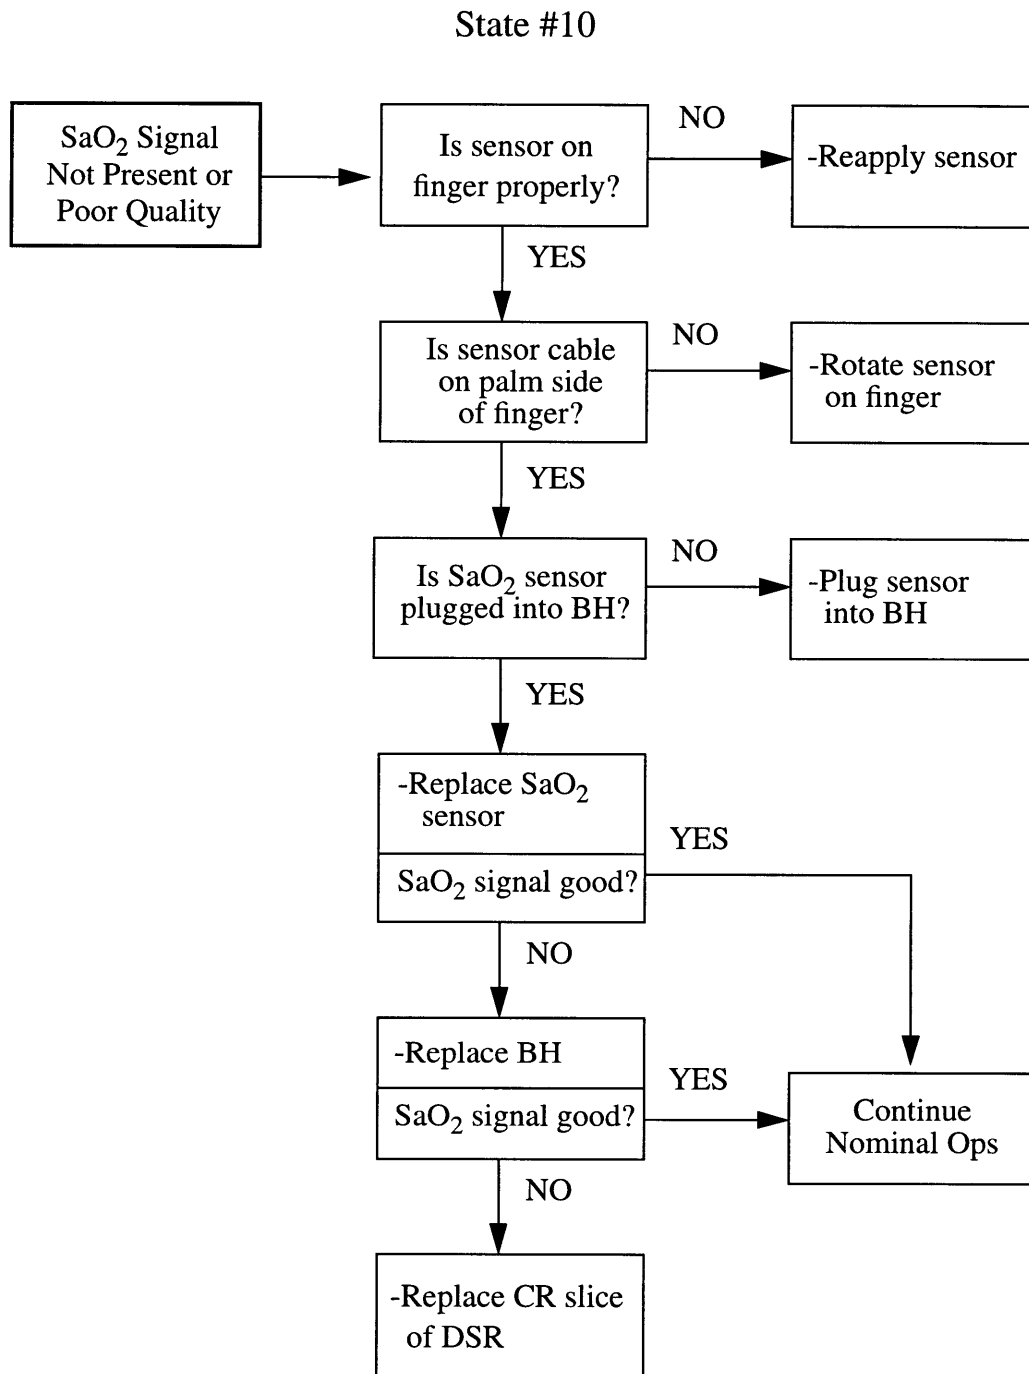 State #10
SaO2 Signal
Not Present or
Poor Quality
Is sensor on
finger properly?
NO
-Reapply sensor
YES
Is sensor cable
on palm side
of finger?
NO
-Rotate sensor
on finger
YES
Is SaO2 sensor
plugged into BH?
NO
-Plug sensor
into BH
YES
-Replace SaO2
sensor
SaO2 signal good?
YES
NO
-Replace BH
SaO2 signal good?
YES
Continue
Nominal Ops
NO
-Replace CR slice
of DSR